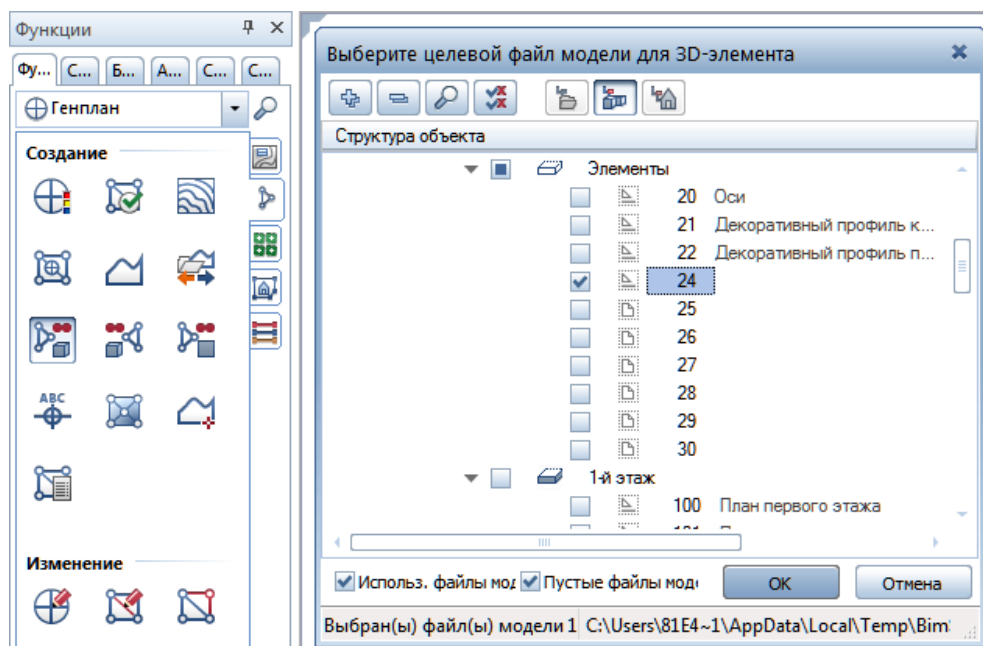 Функции
Фу... С... Б... А... С... С...
Генплан
Создание
ABC
Изменение
Выберите целевой файл модели для 3D-элемента
Структура объекта
Элементы
20 Оси
21 Декоративный профиль к...
22 Декоративный профиль п...
24
25
26
27
28
29
30
1-й этаж
100 План первого этажа
Использ. файлы мод Пустые файлы мод
ОК Отмена
Выбран(ы) файл(ы) модели 1 C:\Users\81E4~1\AppData\Local\Temp\Bim